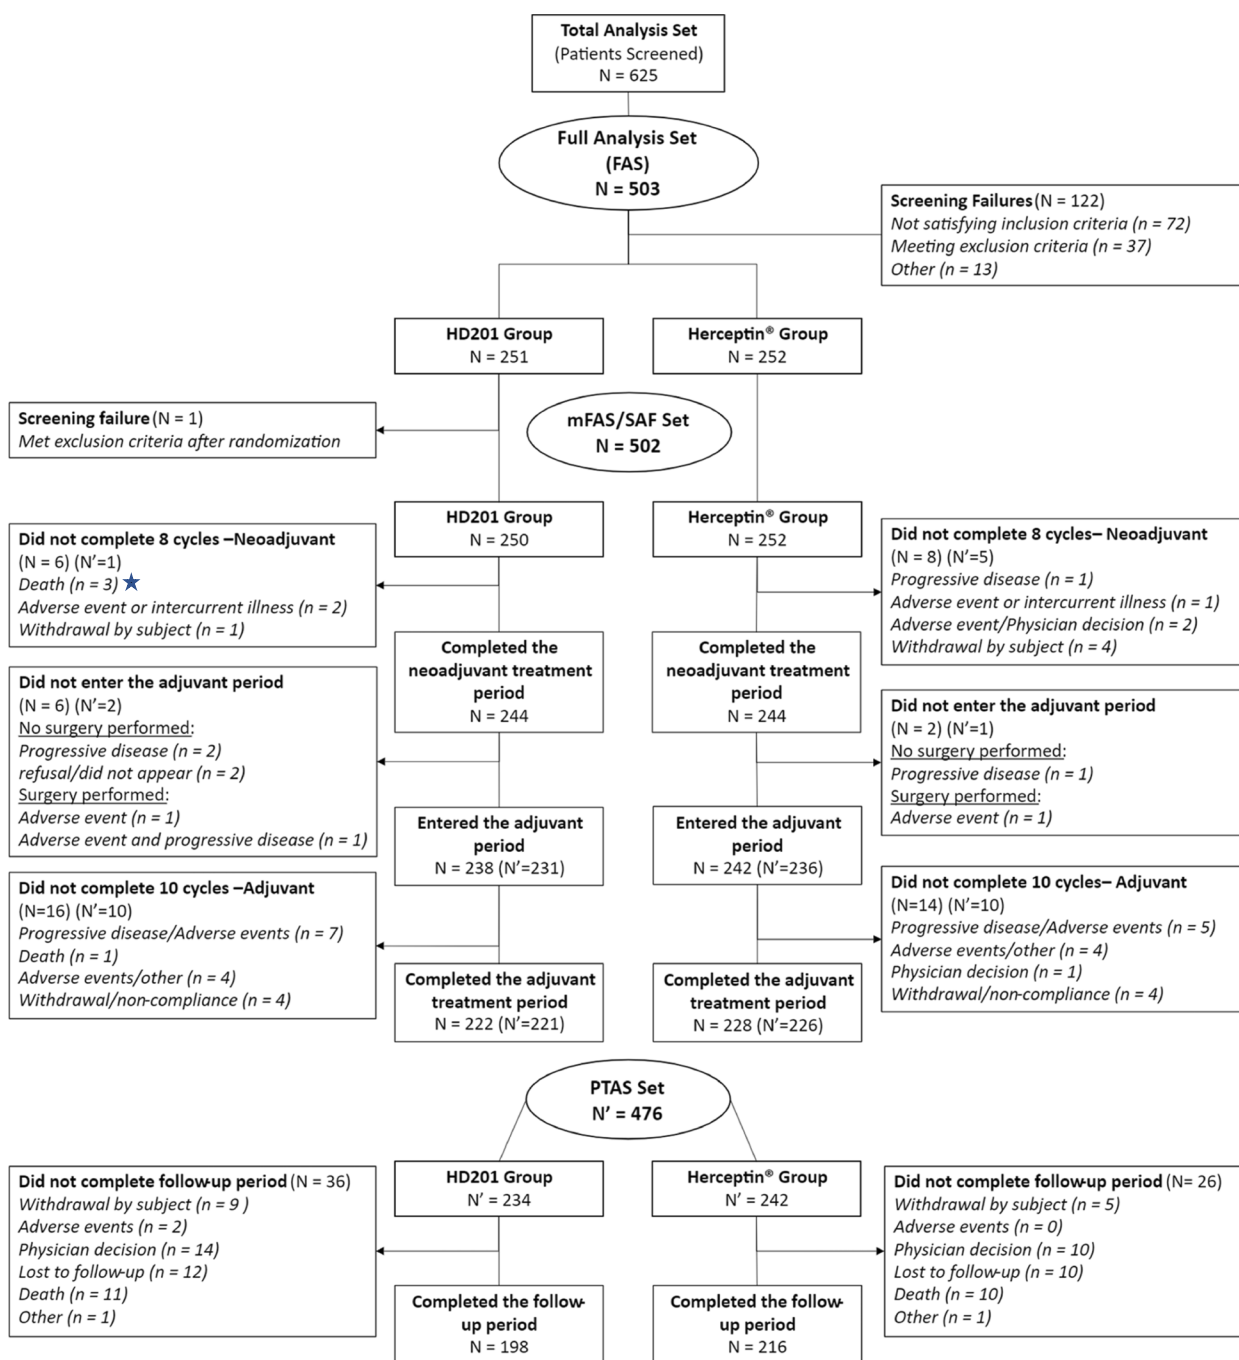 Total Analysis Set
(Patients Screened)
N = 625
Full Analysis Set
(FAS)
N = 503
Screening Failures (N = 122)
Not satisfying inclusion criteria (n = 72)
Meeting exclusion criteria (n = 37)
Other (n = 13)
HD201 Group
N = 251
Herceptin® Group
N = 252
Screening failure (N = 1)
Met exclusion criteria after randomization
mFAS/SAF Set
N = 502
HD201 Group
N = 250
Herceptin® Group
N = 252
Did not complete 8 cycles –Neoadjuvant
(N = 6) (N’=1)
Death (n = 3)
Adverse event or intercurrent illness (n = 2)
Withdrawal by subject (n = 1)
Did not complete 8 cycles– Neoadjuvant
(N = 8) (N’=5)
Progressive disease (n = 1)
Adverse event or intercurrent illness (n = 1)
Adverse event/Physician decision (n = 2)
Withdrawal by subject (n = 4)
Completed the
neoadjuvant treatment
period
N = 244
Completed the
neoadjuvant treatment
period
N = 244
Did not enter the adjuvant period
(N = 6) (N’=2)
No surgery performed:
Progressive disease (n = 2)
refusal/did not appear (n = 2)
Surgery performed:
Adverse event (n = 1)
Adverse event and progressive disease (n = 1)
Did not enter the adjuvant period
(N = 2) (N’=1)
No surgery performed:
Progressive disease (n = 1)
Surgery performed:
Adverse event (n = 1)
Entered the adjuvant
period
N = 238 (N’=231)
Entered the adjuvant
period
N = 242 (N’=236)
Did not complete 10 cycles –Adjuvant
(N=16) (N’=10)
Progressive disease/Adverse events (n = 7)
Death (n = 1)
Adverse events/other (n = 4)
Withdrawal/non-compliance (n = 4)
Did not complete 10 cycles– Adjuvant
(N=14) (N’=10)
Progressive disease/Adverse events (n = 5)
Adverse events/other (n = 4)
Physician decision (n = 1)
Withdrawal/non-compliance (n = 4)
Completed the adjuvant
treatment period
N = 222 (N’=221)
Completed the adjuvant
treatment period
N = 228 (N’=226)
PTAS Set
N’ = 476
HD201 Group
N’ = 234
Herceptin® Group
N’ = 242
Did not complete follow-up period (N = 36)
Withdrawal by subject (n = 9 )
Adverse events (n = 2)
Physician decision (n = 14)
Lost to follow-up (n = 12)
Death (n = 11)
Other (n = 1)
Did not complete follow-up period (N= 26)
Withdrawal by subject (n = 5)
Adverse events (n = 0)
Physician decision (n = 10)
Lost to follow-up (n = 10)
Death (n = 10)
Other (n = 1)
Completed the follow-
up period
N = 198
Completed the follow-
up period
N = 216